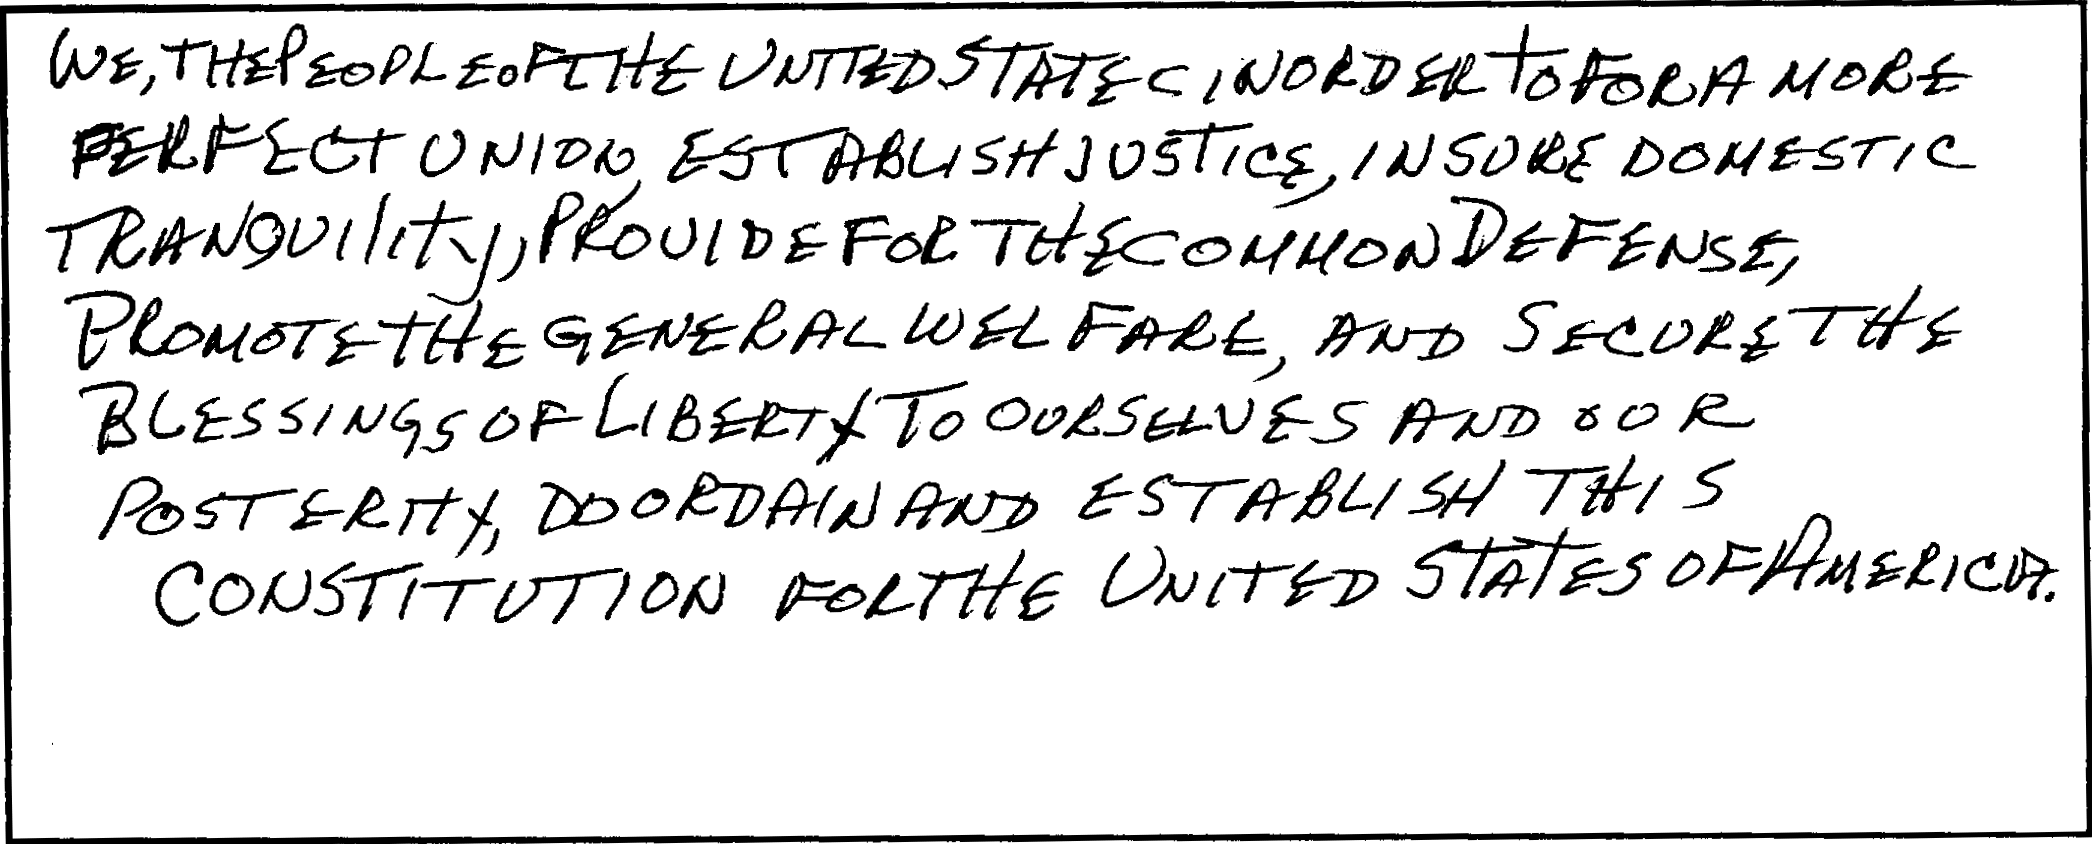 WE, THE PEOPLE OF THE UNITED STATEC IN ORDER TO FOR A MORE
PERFECT UNION, ESTABLISH JUSTICE, INSURE DOMESTIC
TRANQUILITY, PROVIDE FOR THE COMMON DEFENSE,
PROMOTE THE GENERAL WELFARE, AND SECURE THE
BLESSINGS OF LIBERTY TO OURSELVES AND OUR
POSTERITY, DO ORDAIN AND ESTABLISH THIS
CONSTITUTION FOR THE UNITED STATES OF AMERICA.